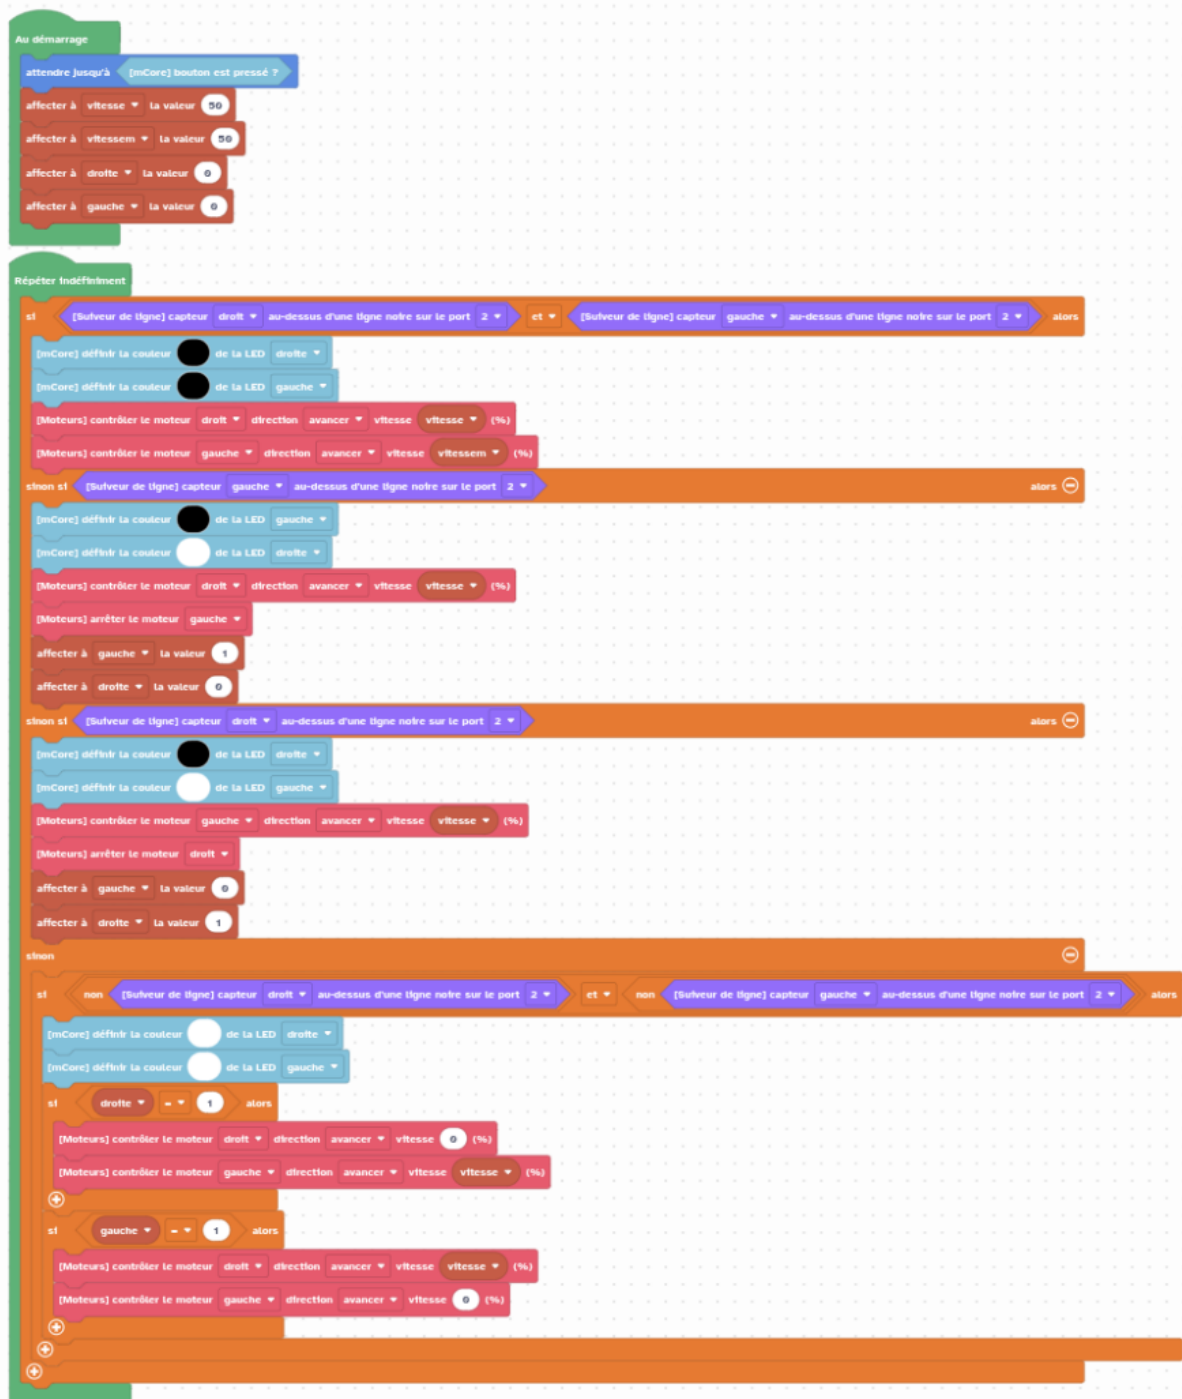 Au démarrage
attendre jusqu'à [mCore] bouton est pressé ?
affecter à vitesse la valeur 50
affecter à vitessem la valeur 50
affecter à droite la valeur 0
affecter à gauche la valeur 0
Répéter indéfiniment
si [Suiveur de ligne] capteur droit au-dessus d'une ligne noire sur le port 2 et [Suiveur de ligne] capteur gauche au-dessus d'une ligne noire sur le port 2 alors
[mCore] définir la couleur de la LED droite
[mCore] définir la couleur de la LED gauche
[Moteurs] contrôler le moteur droit direction avancer vitesse vitesse (%)
[Moteurs] contrôler le moteur gauche direction avancer vitesse vitessem (%)
sinon si [Suiveur de ligne] capteur gauche au-dessus d'une ligne noire sur le port 2 alors
[mCore] définir la couleur de la LED gauche
[mCore] définir la couleur de la LED droite
[Moteurs] contrôler le moteur droit direction avancer vitesse vitesse (%)
[Moteurs] arrêter le moteur gauche
affecter à gauche la valeur 1
affecter à droite la valeur 0
sinon si [Suiveur de ligne] capteur droit au-dessus d'une ligne noire sur le port 2 alors
[mCore] définir la couleur de la LED droite
[mCore] définir la couleur de la LED gauche
[Moteurs] contrôler le moteur gauche direction avancer vitesse vitesse (%)
[Moteurs] arrêter le moteur droit
affecter à gauche la valeur 0
affecter à droite la valeur 1
sinon
si non [Suiveur de ligne] capteur droit au-dessus d'une ligne noire sur le port 2 et non [Suiveur de ligne] capteur gauche au-dessus d'une ligne noire sur le port 2 alors
[mCore] définir la couleur de la LED droite
[mCore] définir la couleur de la LED gauche
si droite = 1 alors
[Moteurs] contrôler le moteur droit direction avancer vitesse 0 (%)
[Moteurs] contrôler le moteur gauche direction avancer vitesse vitesse (%)
si gauche = 1 alors
[Moteurs] contrôler le moteur droit direction avancer vitesse vitesse (%)
[Moteurs] contrôler le moteur gauche direction avancer vitesse 0 (%)